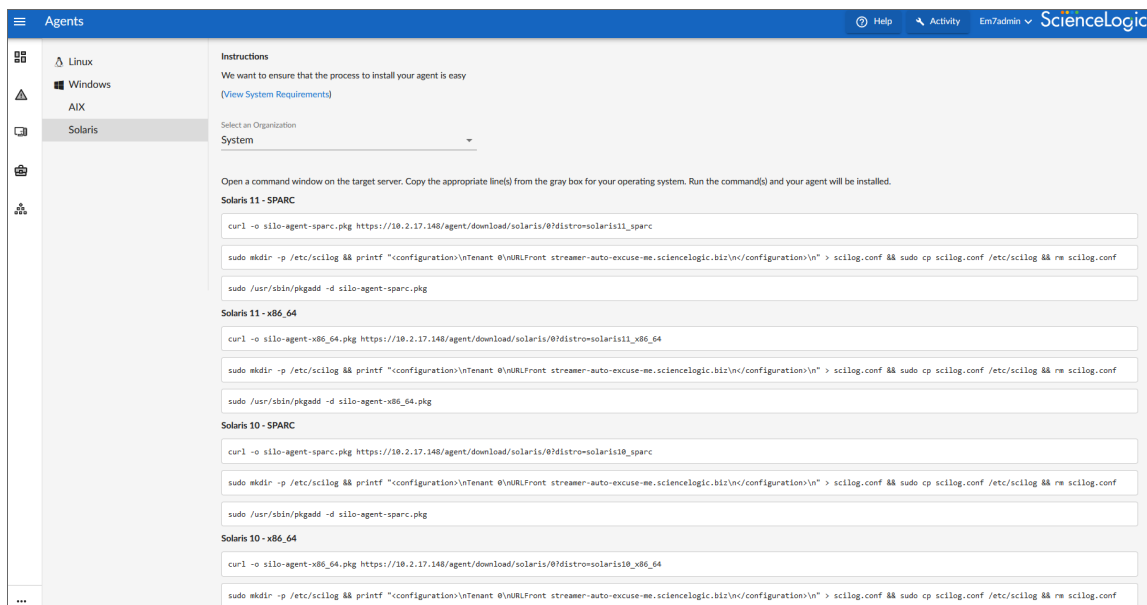 Agents
Help
Activity
Em7admin
ScienceLogic
Linux
Windows
AIX
Solaris
Instructions
We want to ensure that the process to install your agent is easy
(View System Requirements)
Select an Organization
System
Open a command window on the target server. Copy the appropriate line(s) from the gray box for your operating system. Run the command(s) and your agent will be installed.
Solaris 11 - SPARC
curl -o silo-agent-sparc.pkg https://10.2.17.148/agent/download/solaris/0?distro=solaris11_sparc
sudo mkdir -p /etc/scilog && printf "<configuration>\nTenant 0\nURLFront streamer-auto-excuse-me.sciencelogic.biz\n</configuration>\n" > scilog.conf && sudo cp scilog.conf /etc/scilog && rm scilog.conf
sudo /usr/sbin/pkgadd -d silo-agent-sparc.pkg
Solaris 11 - x86_64
curl -o silo-agent-x86_64.pkg https://10.2.17.148/agent/download/solaris/0?distro=solaris11_x86_64
sudo mkdir -p /etc/scilog && printf "<configuration>\nTenant 0\nURLFront streamer-auto-excuse-me.sciencelogic.biz\n</configuration>\n" > scilog.conf && sudo cp scilog.conf /etc/scilog && rm scilog.conf
sudo /usr/sbin/pkgadd -d silo-agent-x86_64.pkg
Solaris 10 - SPARC
curl -o silo-agent-sparc.pkg https://10.2.17.148/agent/download/solaris/0?distro=solaris10_sparc
sudo mkdir -p /etc/scilog && printf "<configuration>\nTenant 0\nURLFront streamer-auto-excuse-me.sciencelogic.biz\n</configuration>\n" > scilog.conf && sudo cp scilog.conf /etc/scilog && rm scilog.conf
sudo /usr/sbin/pkgadd -d silo-agent-sparc.pkg
Solaris 10 - x86_64
curl -o silo-agent-x86_64.pkg https://10.2.17.148/agent/download/solaris/0?distro=solaris10_x86_64
sudo mkdir -p /etc/scilog && printf "<configuration>\nTenant 0\nURLFront streamer-auto-excuse-me.sciencelogic.biz\n</configuration>\n" > scilog.conf && sudo cp scilog.conf /etc/scilog && rm scilog.conf